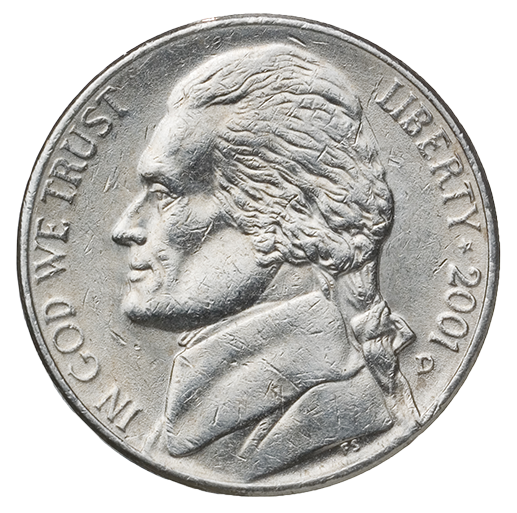 IN GOD WE TRUST
LIBERTY ★ 2001
P
FS